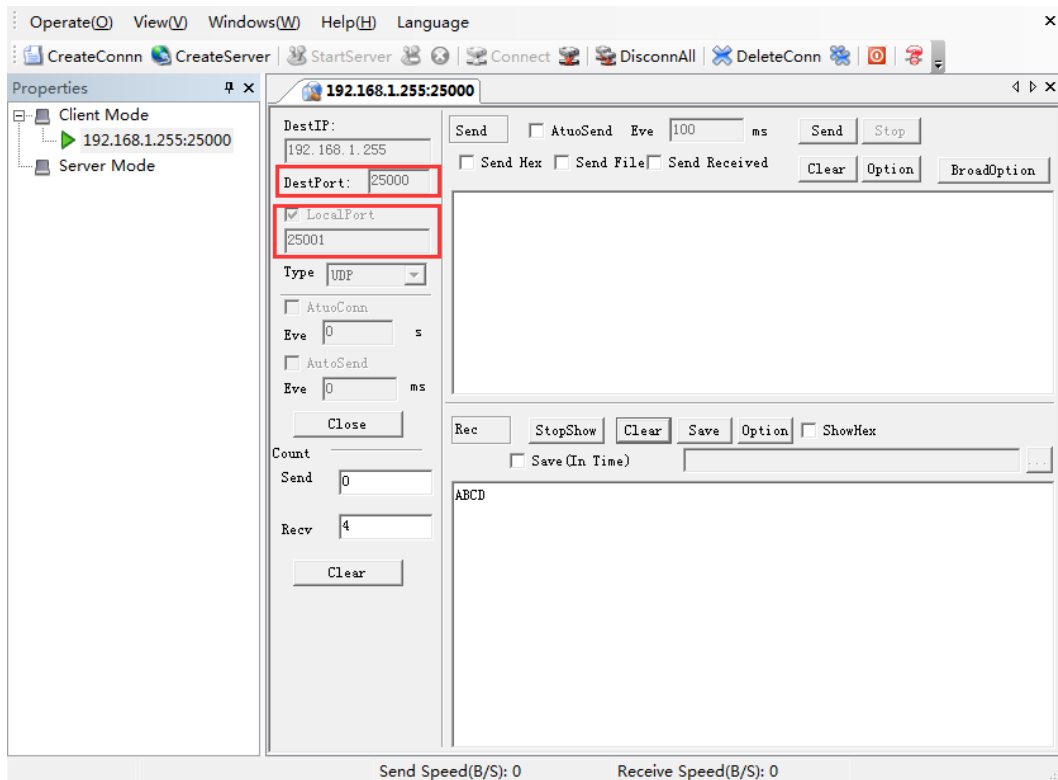 Operate(O) View(V) Windows(W) Help(H) Language
CreateConnn CreateServer StartServer Connect DisconnAll DeleteConn
Properties
Client Mode
192.168.1.255:25000
Server Mode
192.168.1.255:25000
DestIP:
192.168.1.255
DestPort: 25000
LocalPort
25001
Type UDP
AtuoConn
Eve 0 s
AutoSend
Eve 0 ms
Close
Count
Send 0
Recv 4
Clear
Send AtuoSend Eve 100 ms Send Stop
Send Hex Send File Send Received Clear Option BroadOption
Rec StopShow Clear Save Option ShowHex
Save(In Time) ...
ABCD
Send Speed(B/S): 0 Receive Speed(B/S): 0